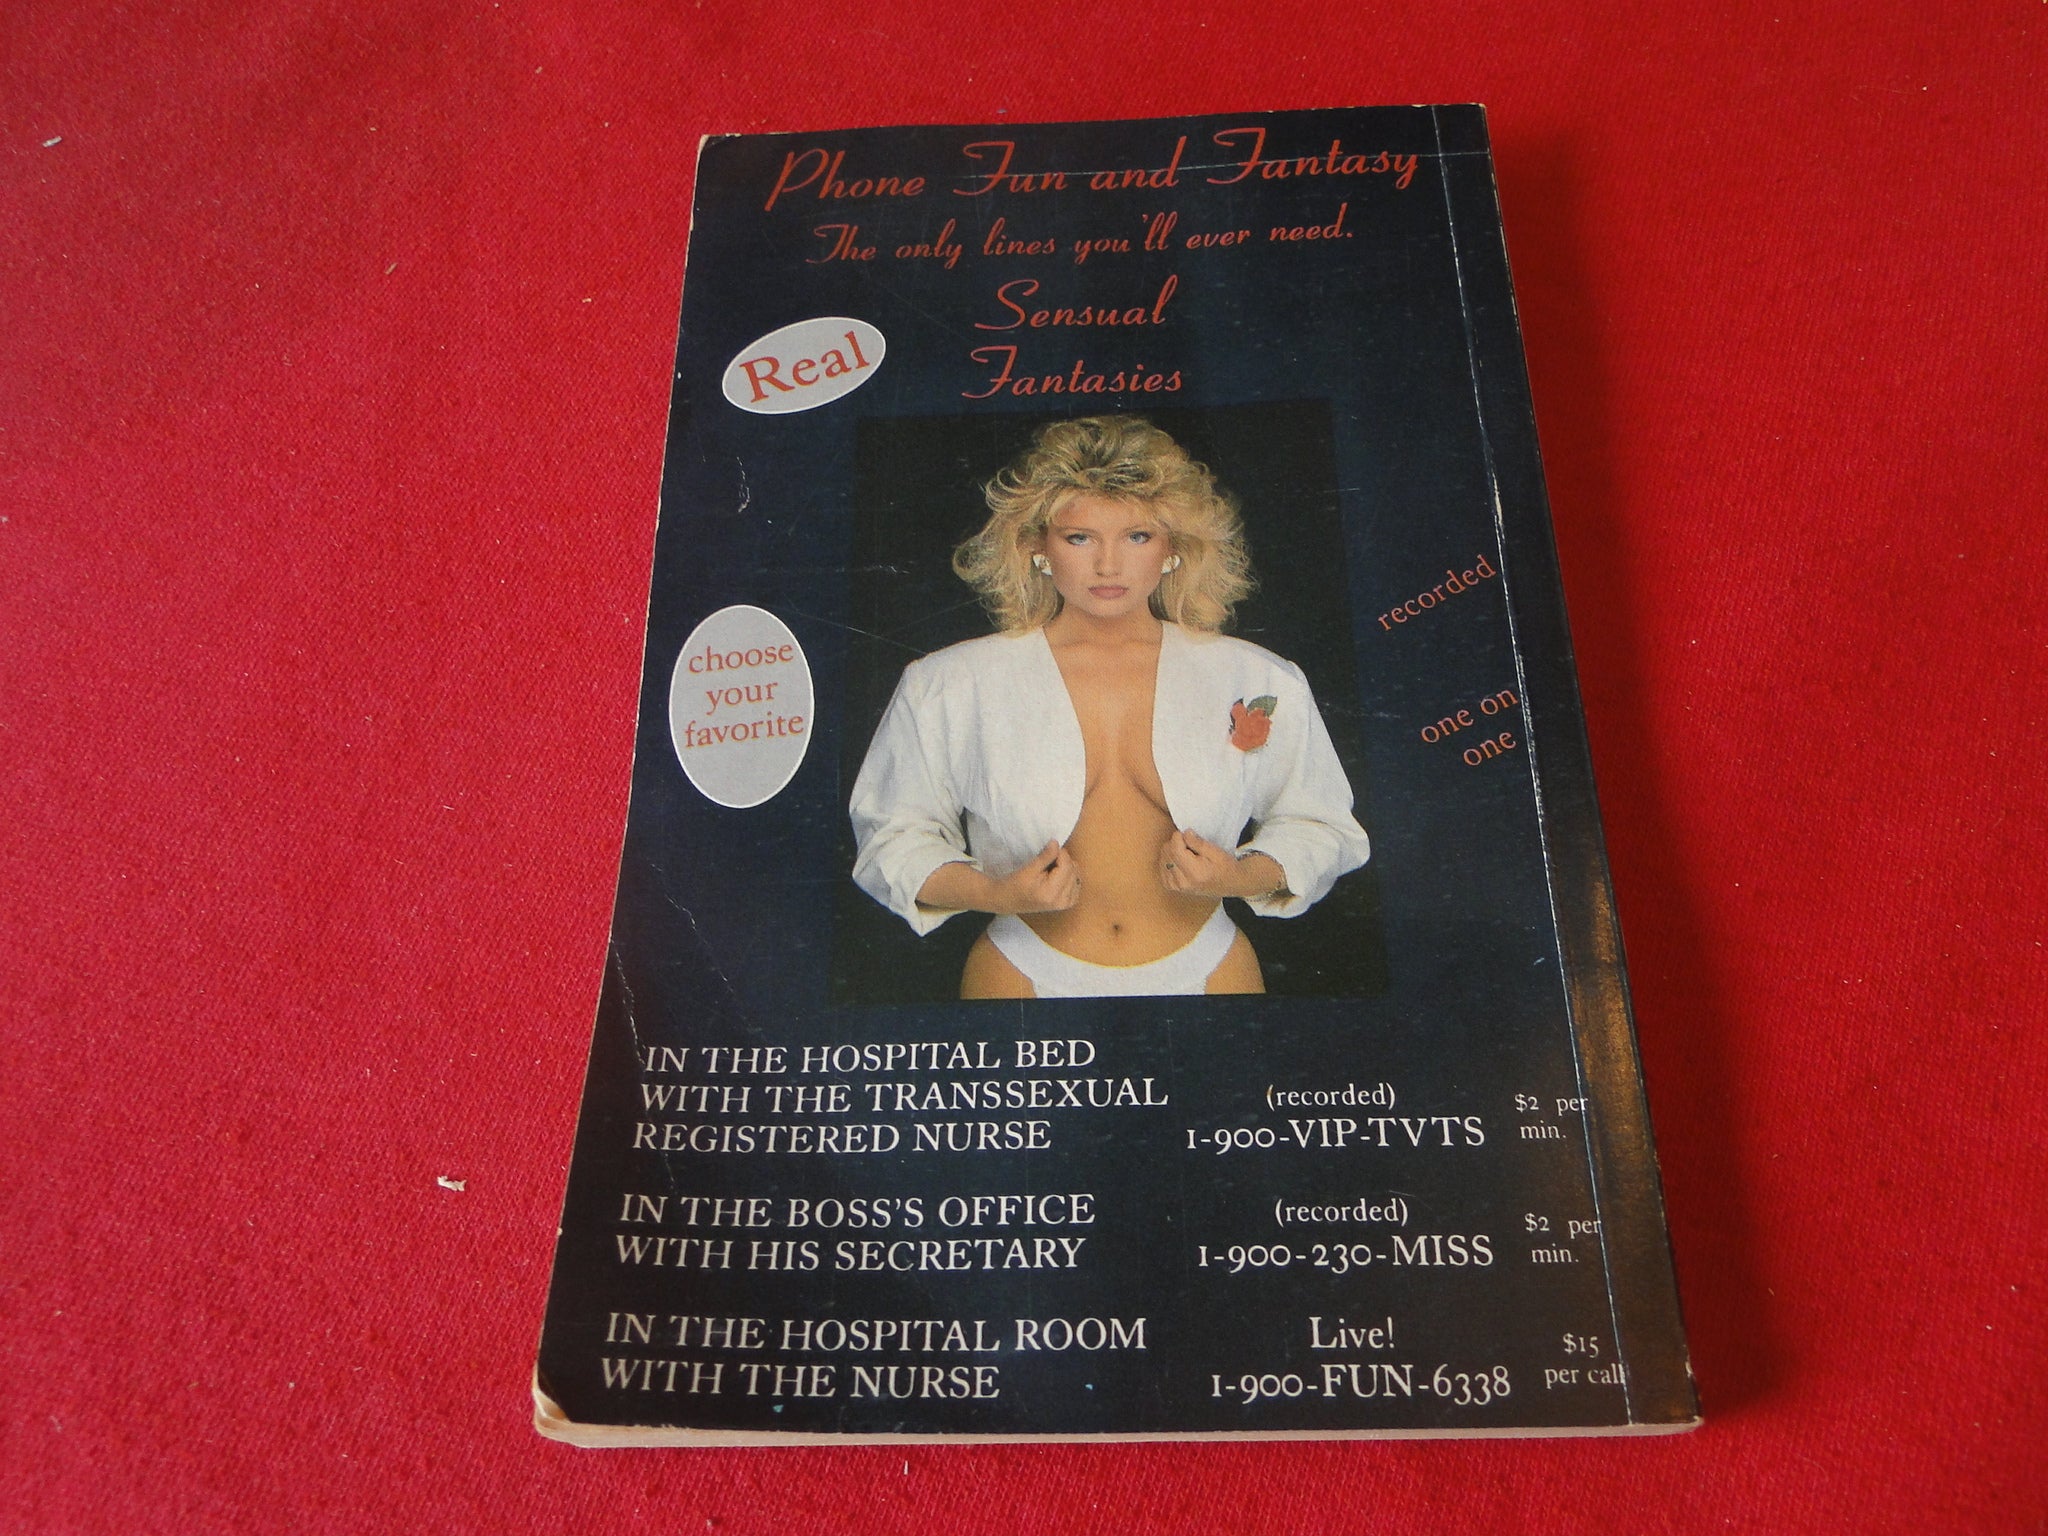 Phone Fun and Fantasy
The only lines you'll ever need.
Sensual
Fantasies
Real
choose
your
favorite
recorded
one on
one
IN THE HOSPITAL BED
WITH THE TRANSSEXUAL
REGISTERED NURSE
(recorded)
1-900-VIP-TVTS
$2 per
min.
IN THE BOSS'S OFFICE
WITH HIS SECRETARY
(recorded)
1-900-230-MISS
$2 per
min.
IN THE HOSPITAL ROOM
WITH THE NURSE
Live!
1-900-FUN-6338
$15
per call